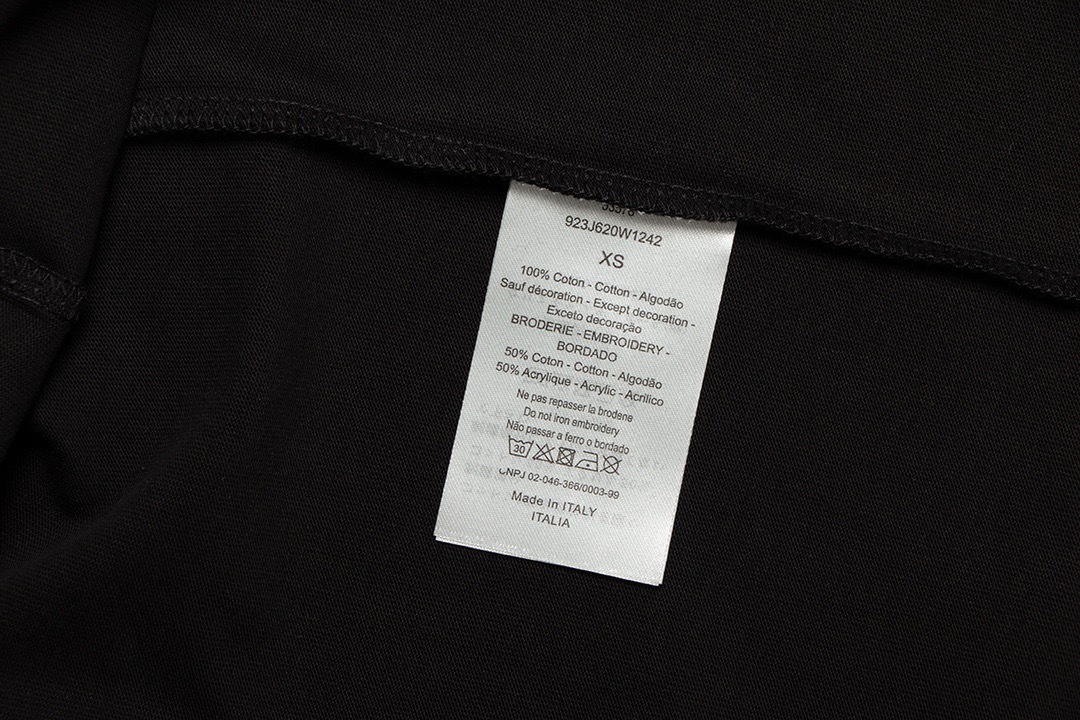 923J620W1242
XS
100% Coton - Cotton - Algodão
Sauf décoration - Except decoration -
Exceto decoração
BRODERIE - EMBROIDERY -
BORDADO
50% Coton - Cotton - Algodão
50% Acrylique - Acrylic - Acrílico
Ne pas repasser la brodene
Do not iron embroidery
Não passar a ferro o bordado
30
CNPJ 02-046-366/0003-99
Made In ITALY
ITALIA